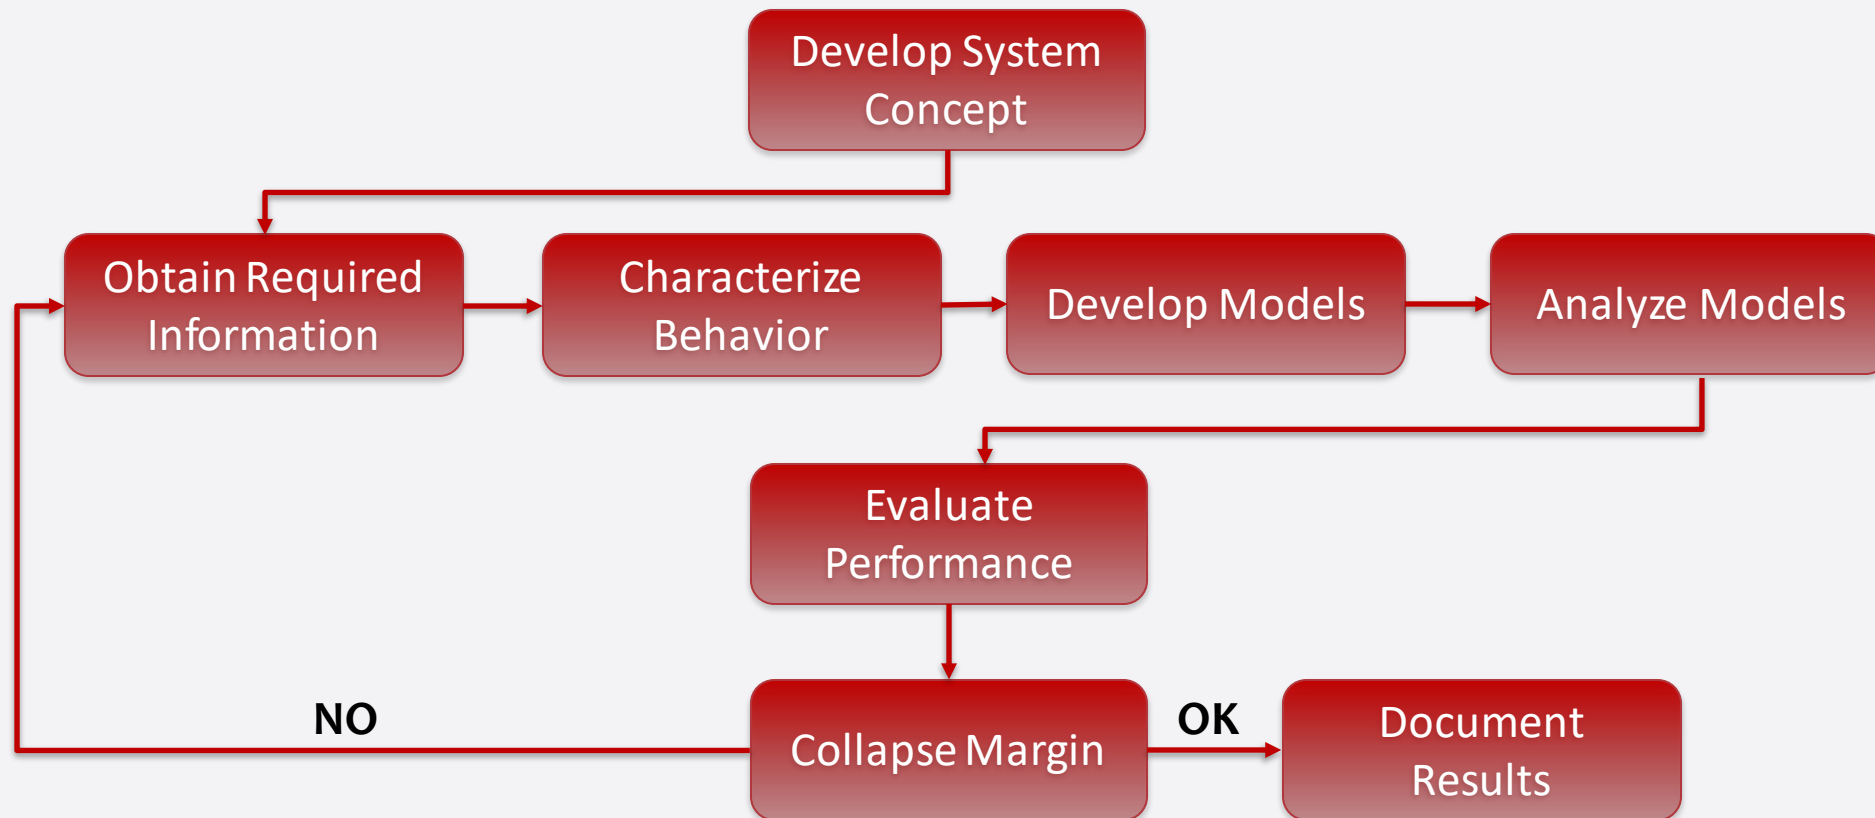 Develop System
Concept
Obtain Required
Information
Characterize
Behavior
Develop Models
Analyze Models
Evaluate
Performance
NO
Collapse Margin
OK
Document
Results